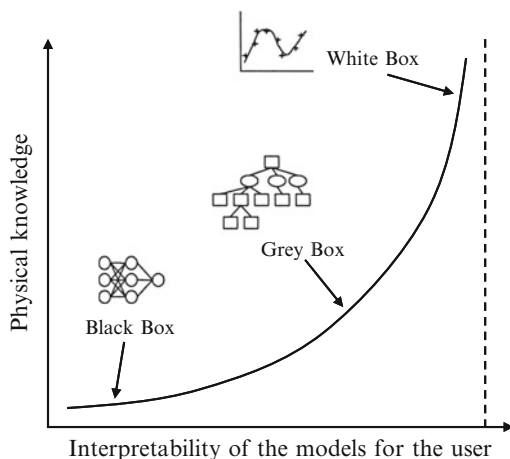 White Box
Grey Box
Black Box
Physical knowledge
Interpretability of the models for the user